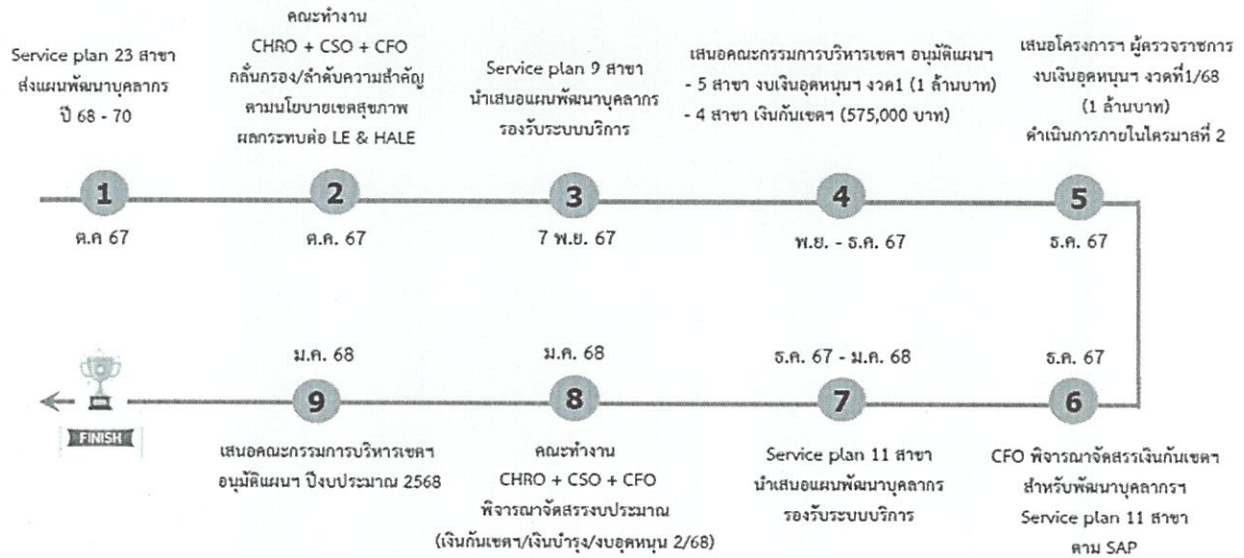 Service plan 23 สาขา
ส่งแผนพัฒนาบุคลากร
ปี 68 - 70
1
ต.ค 67
คณะทำงาน
CHRO + CSO + CFO
กลั่นกรอง/ลำดับความสำคัญ
ตามนโยบายเขตสุขภาพ
ผลกระทบต่อ LE & HALE
2
ต.ค. 67
Service plan 9 สาขา
นำเสนอแผนพัฒนาบุคลากร
รองรับระบบบริการ
3
7 พ.ย. 67
เสนอคณะกรรมการบริหารเขตฯ อนุมัติแผนฯ
- 5 สาขา งบเงินอุดหนุนฯ งวด1 (1 ล้านบาท)
- 4 สาขา เงินกันเขตฯ (575,000 บาท)
4
พ.ย. - ธ.ค. 67
เสนอโครงการฯ ผู้ตรวจราชการ
งบเงินอุดหนุนฯ งวดที่1/68
(1 ล้านบาท)
ดำเนินการภายในไตรมาสที่ 2
5
ธ.ค. 67
ธ.ค. 67
6
CFO พิจารณาจัดสรรเงินกันเขตฯ
สำหรับพัฒนาบุคลากรฯ
Service plan 11 สาขา
ตาม SAP
ธ.ค. 67 - ม.ค. 68
7
Service plan 11 สาขา
นำเสนอแผนพัฒนาบุคลากร
รองรับระบบบริการ
ม.ค. 68
8
คณะทำงาน
CHRO + CSO + CFO
พิจารณาจัดสรรงบประมาณ
(เงินกันเขตฯ/เงินบำรุง/งบอุดหนุน 2/68)
ม.ค. 68
9
เสนอคณะกรรมการบริหารเขตฯ
อนุมัติแผนฯ ปีงบประมาณ 2568
FINISH